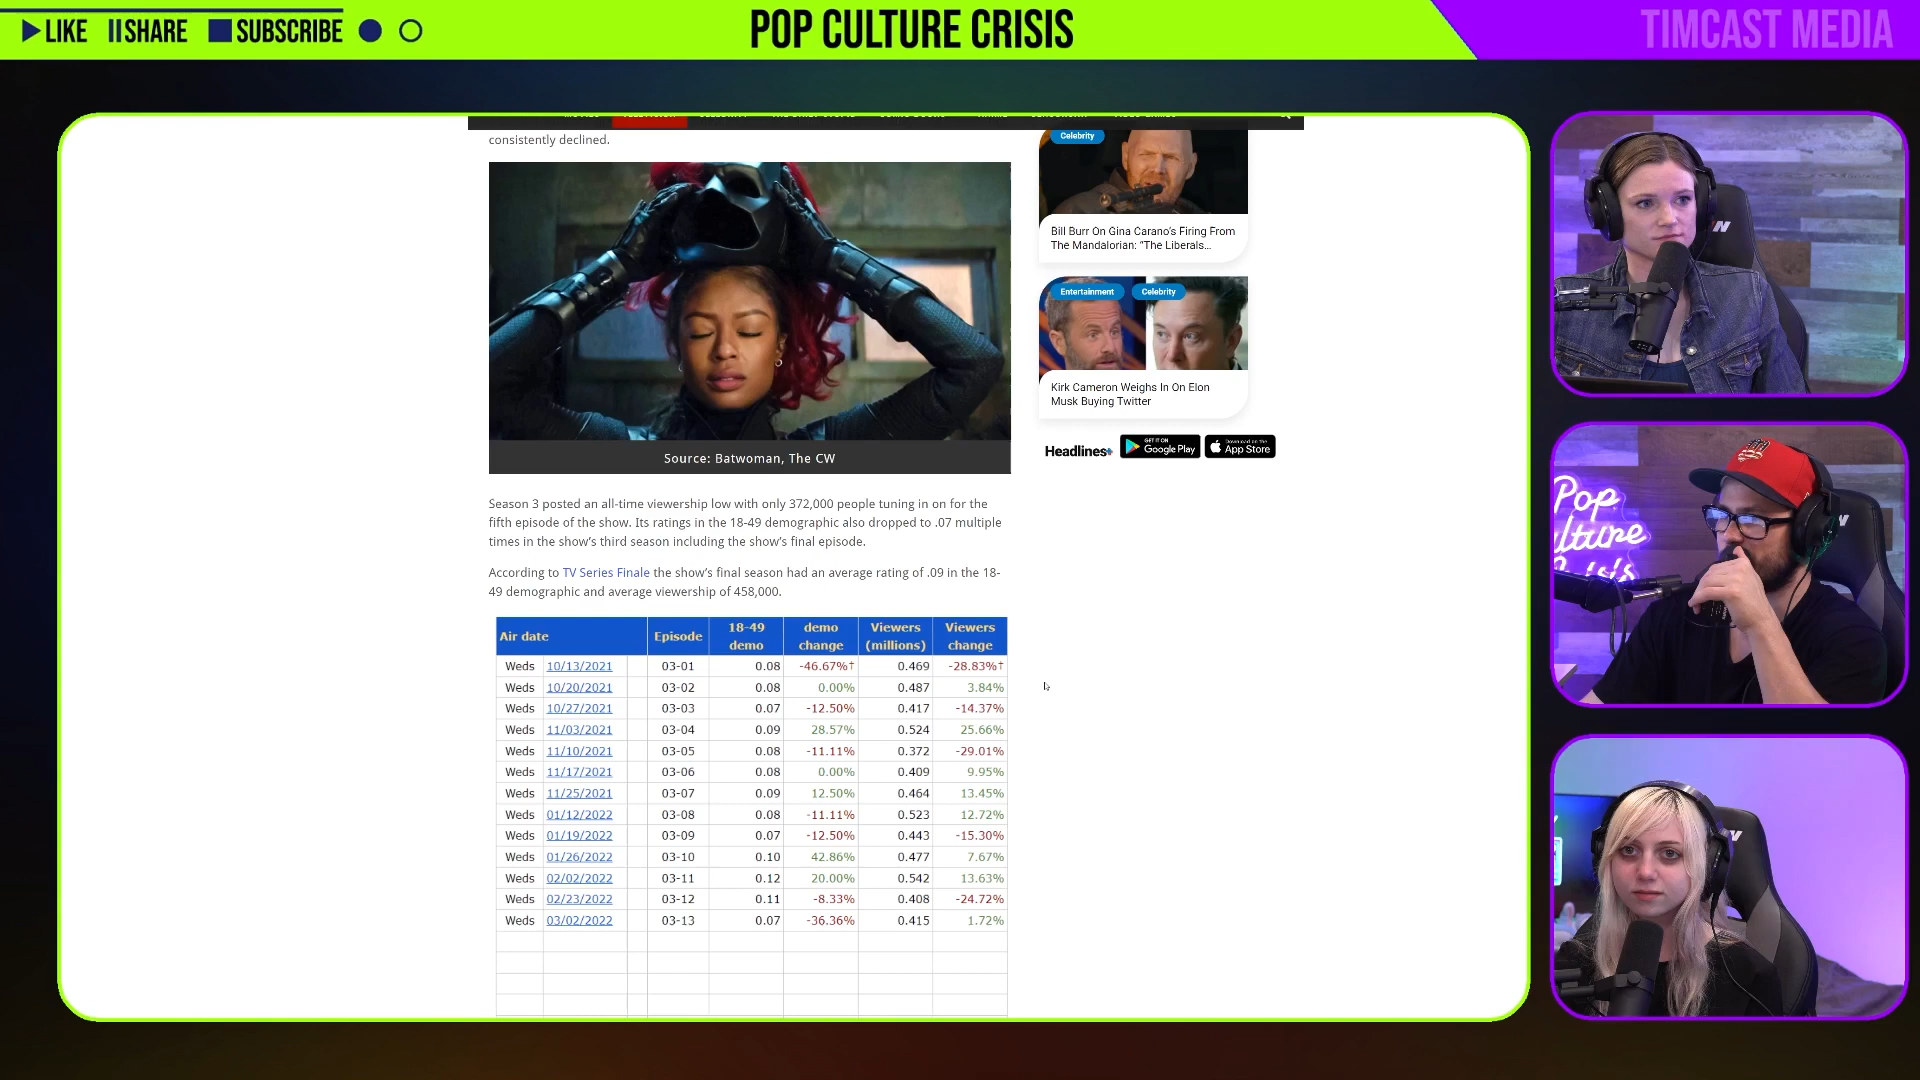 LIKE SHARE SUBSCRIBE
POP CULTURE CRISIS
TIMCAST MEDIA
consistently declined.
Source: Batwoman, The CW
Season 3 posted an all-time viewership low with only 372,000 people tuning in on for the
fifth episode of the show. Its ratings in the 18-49 demographic also dropped to .07 multiple
times in the show's third season including the show's final episode.
According to TV Series Finale the show's final season had an average rating of .09 in the 18-
49 demographic and average viewership of 458,000.
Air date Episode 18-49 demo demo change Viewers (millions) Viewers change
Weds 10/13/2021 03-01 0.08 -46.67%† 0.469 -28.83%†
Weds 10/20/2021 03-02 0.08 0.00% 0.487 3.84%
Weds 10/27/2021 03-03 0.07 -12.50% 0.417 -14.37%
Weds 11/03/2021 03-04 0.09 28.57% 0.524 25.66%
Weds 11/10/2021 03-05 0.08 -11.11% 0.372 -29.01%
Weds 11/17/2021 03-06 0.08 0.00% 0.409 9.95%
Weds 11/25/2021 03-07 0.09 12.50% 0.464 13.45%
Weds 01/12/2022 03-08 0.08 -11.11% 0.523 12.72%
Weds 01/19/2022 03-09 0.07 -12.50% 0.443 -15.30%
Weds 01/26/2022 03-10 0.10 42.86% 0.477 7.67%
Weds 02/02/2022 03-11 0.12 20.00% 0.542 13.63%
Weds 02/23/2022 03-12 0.11 -8.33% 0.408 -24.72%
Weds 03/02/2022 03-13 0.07 -36.36% 0.415 1.72%
Celebrity
Bill Burr On Gina Carano's Firing From
The Mandalorian: "The Liberals...
Entertainment Celebrity
Kirk Cameron Weighs In On Elon
Musk Buying Twitter
Headlines+
GET IT ON
Google Play
Download on the
App Store
Pop